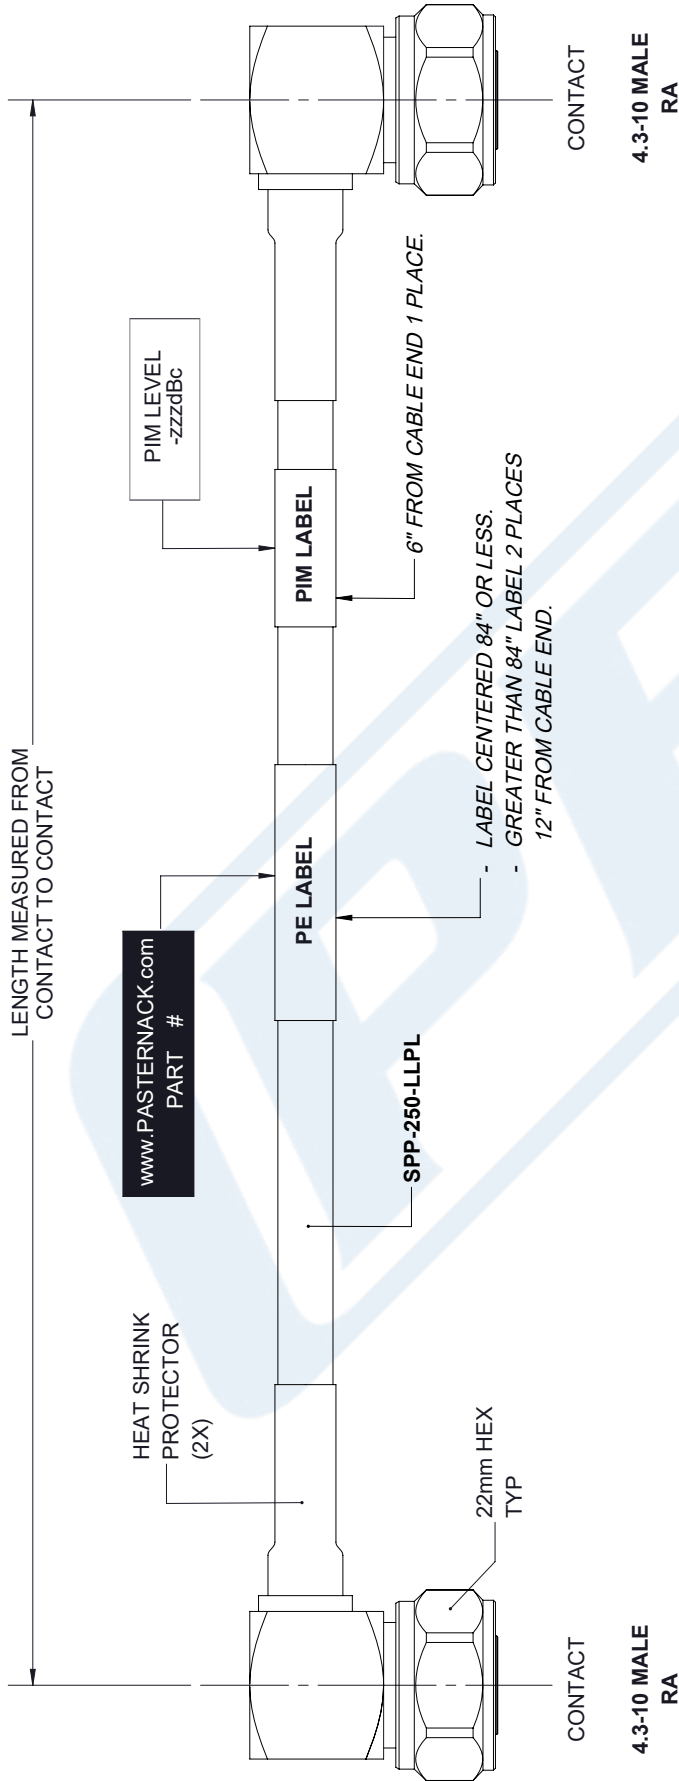 LENGTH MEASURED FROM
CONTACT TO CONTACT
HEAT SHRINK
PROTECTOR
(2X)
www.PASTERNACK.com
PART #
PIM LEVEL
-zzzdBc
PE LABEL
PIM LABEL
SPP-250-LLPL
6" FROM CABLE END 1 PLACE.
- LABEL CENTERED 84" OR LESS.
- GREATER THAN 84" LABEL 2 PLACES
12" FROM CABLE END.
22mm HEX
TYP
CONTACT
4.3-10 MALE
RA
CONTACT
4.3-10 MALE
RA